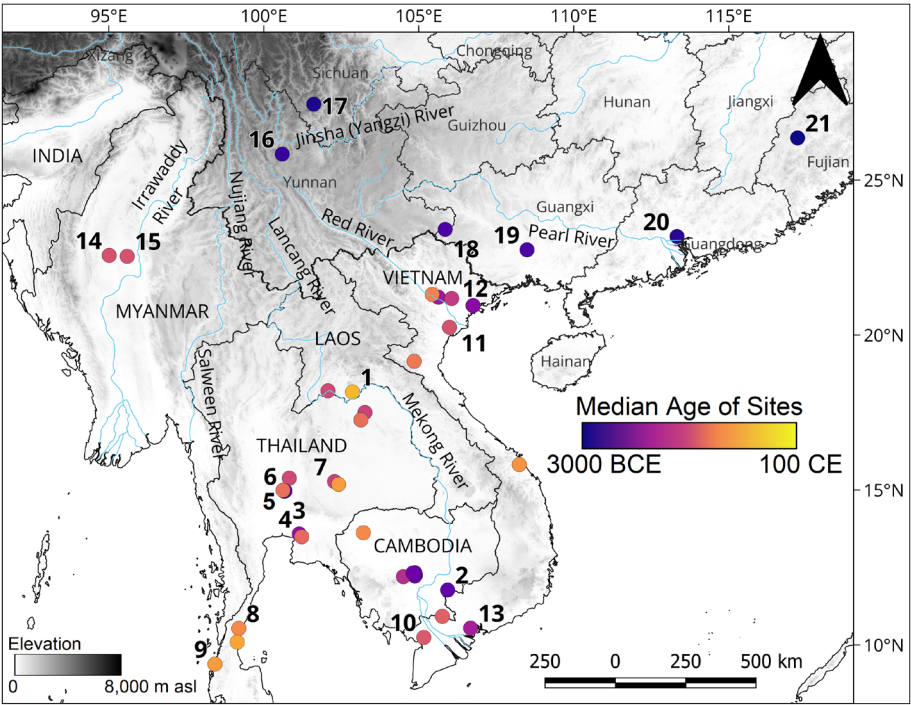 95°E 100°E 105°E 110°E 115°E
Xizang
Chongqing
Sichuan
17
Jinsha (Yangzi) River
Hunan
Jiangxi
21
Guizhou
16
INDIA
Fujian
Irrawaddy
River
Yunnan
25°N
Nujiang River
Guangxi
Red River
Lancang River
20
19
Pearl River
18
Guangdong
14
15
VIETNAM
12
MYANMAR
20°N
11
LAOS
Hainan
Salween River
1
Mekong River
Median Age of Sites
3000 BCE 100 CE
THAILAND
7
6
5
15°N
3
4
CAMBODIA
2
8
10
13
9
10°N
Elevation
0 8,000 m asl
250 0 250 500 km